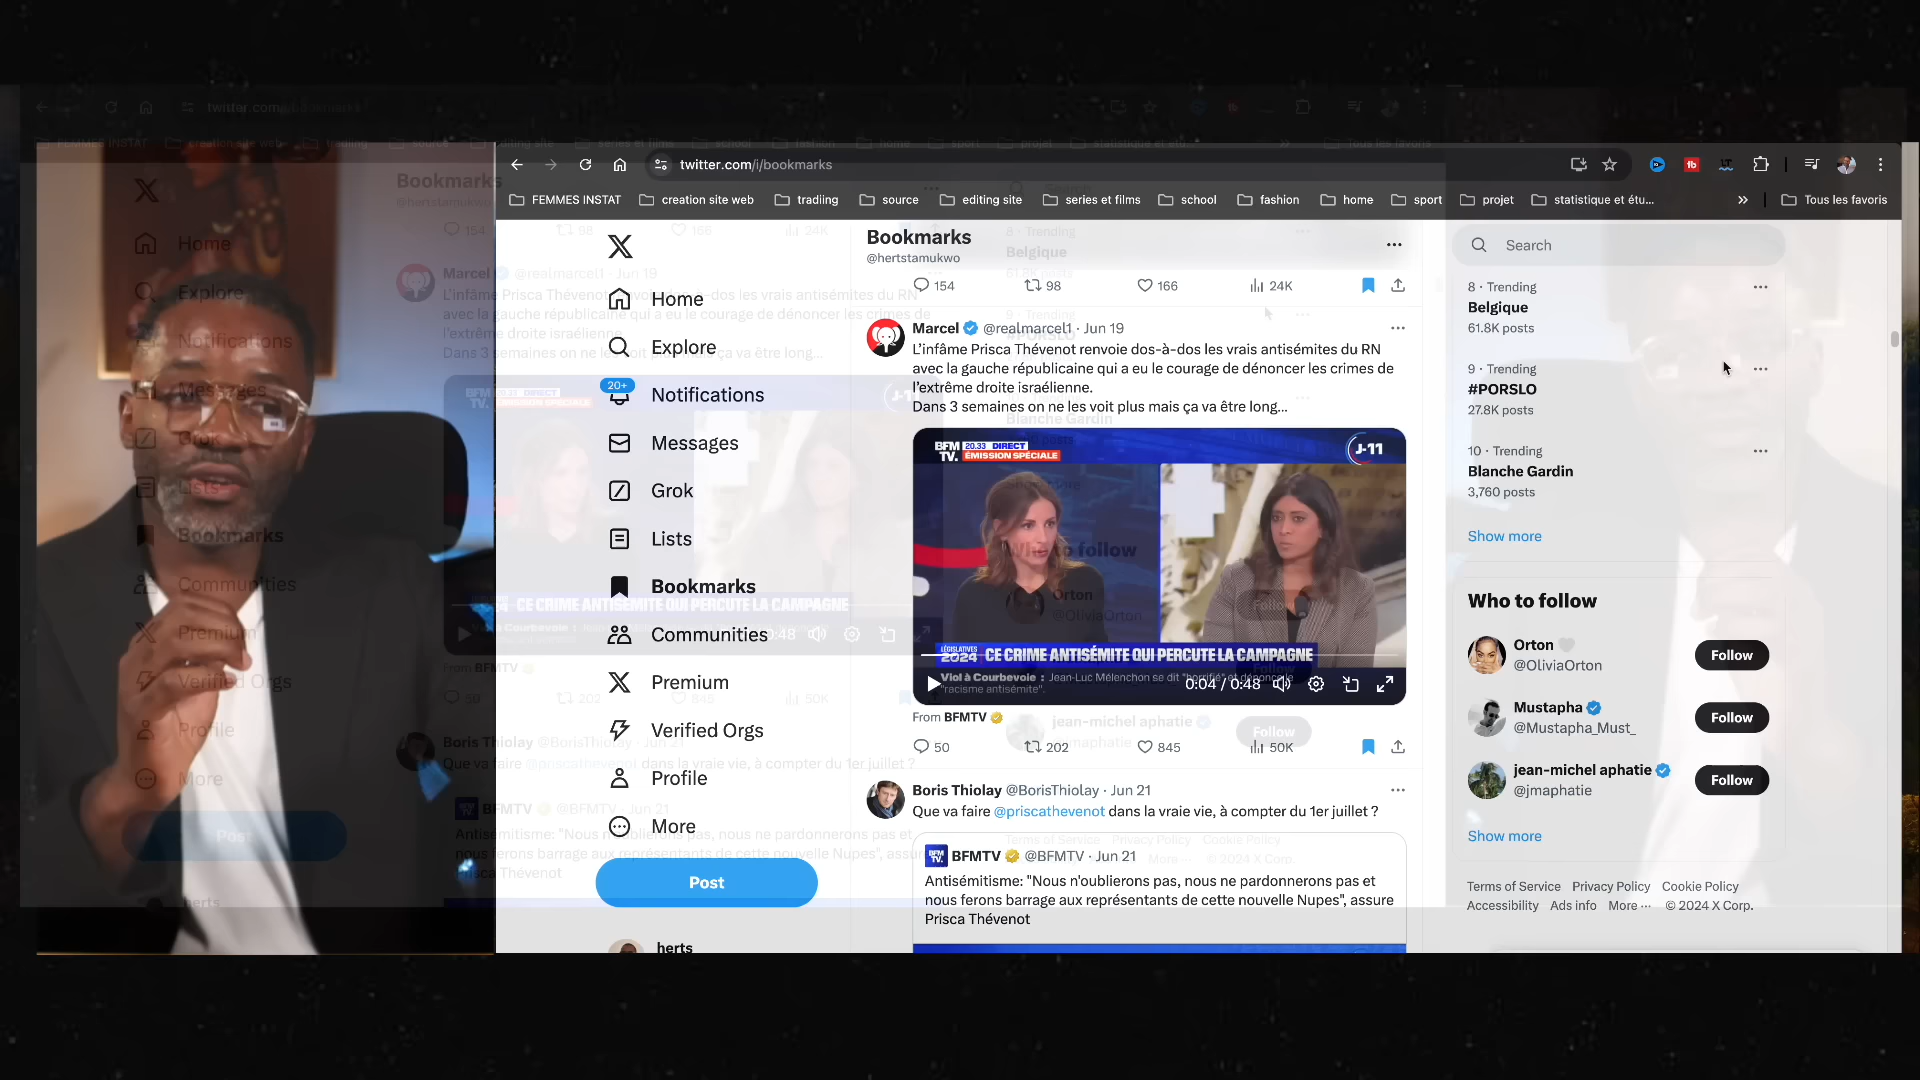 twitter.com/i/bookmarks
FEMMES INSTAT
creation site web
tradiing
source
editing site
series et films
school
fashion
home
sport
projet
statistique et étu...
Tous les favoris
Home
Explore
20+
Notifications
Messages
Grok
Lists
Bookmarks
Communities
Premium
Verified Orgs
Profile
More
Post
herts
Bookmarks
@hertstamukwo
154
98
166
24K
Marcel @realmarcel1 · Jun 19
L'infâme Prisca Thévenot renvoie dos-à-dos les vrais antisémites du RN
avec la gauche républicaine qui a eu le courage de dénoncer les crimes de
l'extrême droite israélienne.
Dans 3 semaines on ne les voit plus mais ça va être long...
BFM
TV.
20.33 DIRECT
ÉMISSION SPÉCIALE
J-11
LÉGISLATIVES
2024
CE CRIME ANTISÉMITE QUI PERCUTE LA CAMPAGNE
Viol à Courbevoie : Jean-Luc Mélenchon se dit "horrifié" et dénonce le
"racisme antisémite".
0:04 / 0:48
From BFMTV
50
202
845
50K
Boris Thiolay @BorisThiolay · Jun 21
Que va faire @priscathevenot dans la vraie vie, à compter du 1er juillet ?
BFMTV @BFMTV · Jun 21
Antisémitisme: "Nous n'oublierons pas, nous ne pardonnerons pas et
nous ferons barrage aux représentants de cette nouvelle Nupes", assure
Prisca Thévenot
Search
8 · Trending
Belgique
61.8K posts
9 · Trending
#PORSLO
27.8K posts
10 · Trending
Blanche Gardin
3,760 posts
Show more
Who to follow
Orton
@OliviaOrton
Follow
Mustapha
@Mustapha_Must_
Follow
jean-michel aphatie
@jmaphatie
Follow
Show more
Terms of Service Privacy Policy Cookie Policy
Accessibility Ads info More ··· © 2024 X Corp.